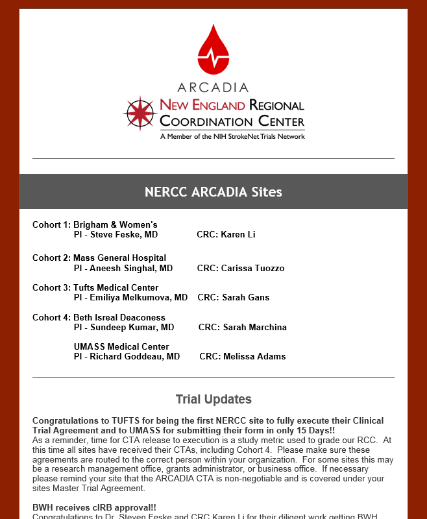 ARCADIA
NEW ENGLAND REGIONAL
COORDINATION CENTER
A Member of the NIH StrokeNet Trials Network
NERCC ARCADIA Sites
Cohort 1: Brigham & Women's
PI - Steve Feske, MD CRC: Karen Li
Cohort 2: Mass General Hospital
PI - Aneesh Singhal, MD CRC: Carissa Tuozzo
Cohort 3: Tufts Medical Center
PI - Emiliya Melkumova, MD CRC: Sarah Gans
Cohort 4: Beth Isreal Deaconess
PI - Sundeep Kumar, MD CRC: Sarah Marchina
UMASS Medical Center
PI - Richard Goddeau, MD CRC: Melissa Adams
Trial Updates
Congratulations to TUFTS for being the first NERCC site to fully execute their Clinical
Trial Agreement and to UMASS for submitting their form in only 15 Days!!
As a reminder, time for CTA release to execution is a study metric used to grade our RCC. At
this time all sites have received their CTAs, including Cohort 4. Please make sure these
agreements are routed to the correct person within your organization. For some sites this may
be a research management office, grants administrator, or business office. If necessary
please remind your site that the ARCADIA CTA is non-negotiable and is covered under your
sites Master Trial Agreement.
BWH receives cIRB approval!!
Congratulations to Dr. Steven Feske and CRC Karen Li for their diligent work getting BWH